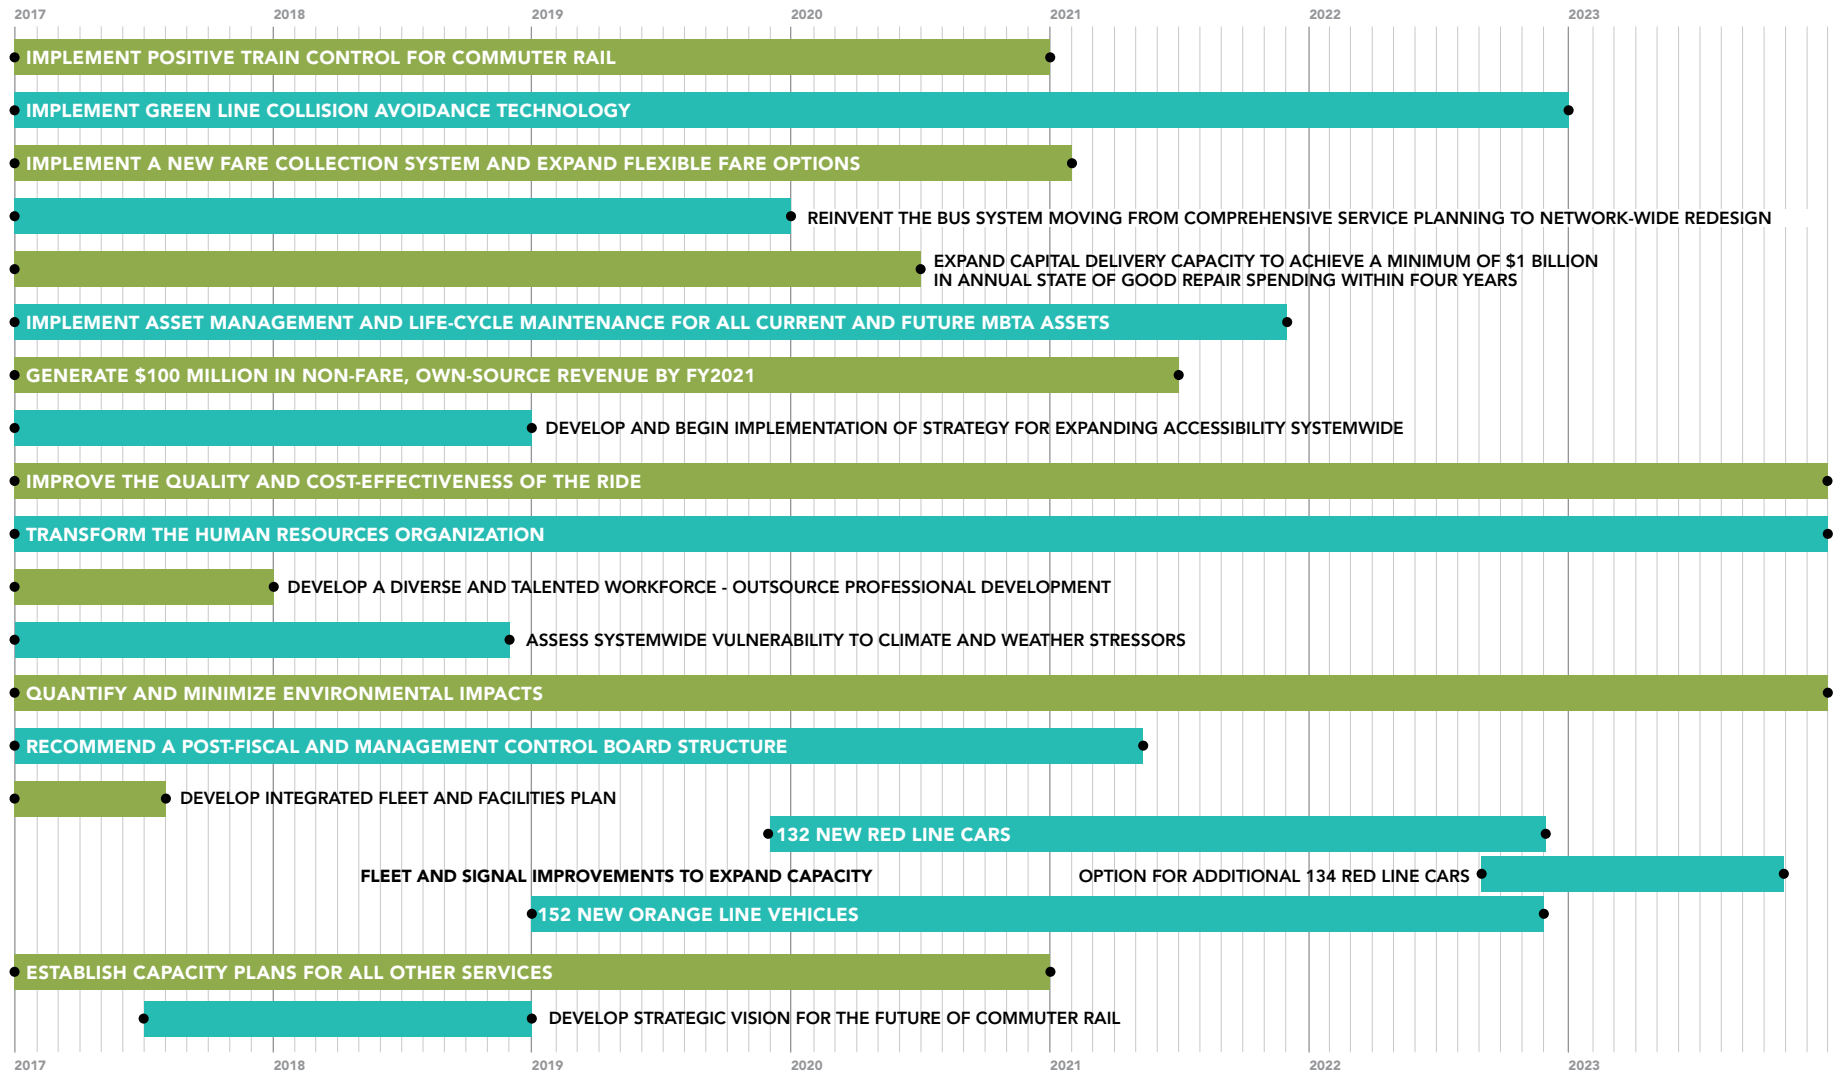 2017 2018 2019 2020 2021 2022 2023
IMPLEMENT POSITIVE TRAIN CONTROL FOR COMMUTER RAIL
IMPLEMENT GREEN LINE COLLISION AVOIDANCE TECHNOLOGY
IMPLEMENT A NEW FARE COLLECTION SYSTEM AND EXPAND FLEXIBLE FARE OPTIONS
REINVENT THE BUS SYSTEM MOVING FROM COMPREHENSIVE SERVICE PLANNING TO NETWORK-WIDE REDESIGN
EXPAND CAPITAL DELIVERY CAPACITY TO ACHIEVE A MINIMUM OF $1 BILLION
IN ANNUAL STATE OF GOOD REPAIR SPENDING WITHIN FOUR YEARS
IMPLEMENT ASSET MANAGEMENT AND LIFE-CYCLE MAINTENANCE FOR ALL CURRENT AND FUTURE MBTA ASSETS
GENERATE $100 MILLION IN NON-FARE, OWN-SOURCE REVENUE BY FY2021
DEVELOP AND BEGIN IMPLEMENTATION OF STRATEGY FOR EXPANDING ACCESSIBILITY SYSTEMWIDE
IMPROVE THE QUALITY AND COST-EFFECTIVENESS OF THE RIDE
TRANSFORM THE HUMAN RESOURCES ORGANIZATION
DEVELOP A DIVERSE AND TALENTED WORKFORCE - OUTSOURCE PROFESSIONAL DEVELOPMENT
ASSESS SYSTEMWIDE VULNERABILITY TO CLIMATE AND WEATHER STRESSORS
QUANTIFY AND MINIMIZE ENVIRONMENTAL IMPACTS
RECOMMEND A POST-FISCAL AND MANAGEMENT CONTROL BOARD STRUCTURE
DEVELOP INTEGRATED FLEET AND FACILITIES PLAN
132 NEW RED LINE CARS
FLEET AND SIGNAL IMPROVEMENTS TO EXPAND CAPACITY
OPTION FOR ADDITIONAL 134 RED LINE CARS
152 NEW ORANGE LINE VEHICLES
ESTABLISH CAPACITY PLANS FOR ALL OTHER SERVICES
DEVELOP STRATEGIC VISION FOR THE FUTURE OF COMMUTER RAIL
2017 2018 2019 2020 2021 2022 2023